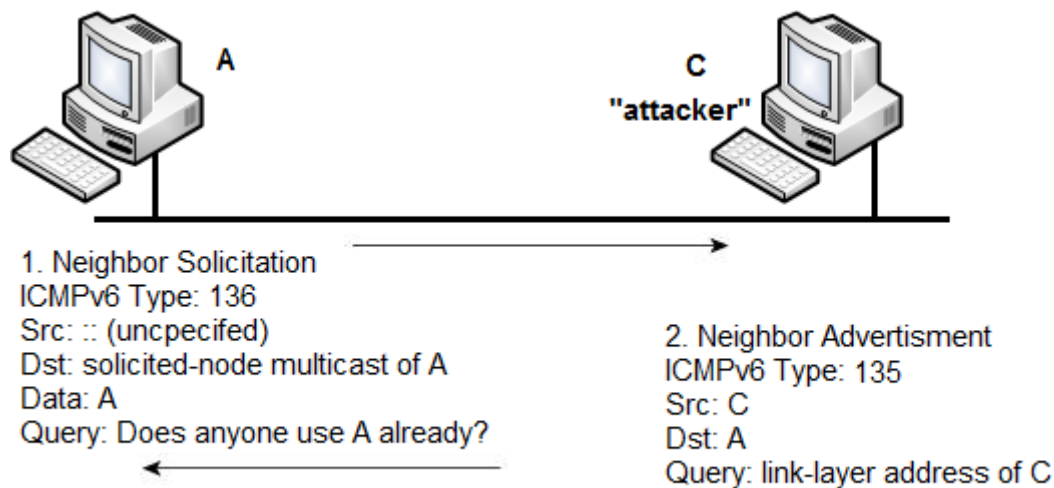 A
C
"attacker"
1. Neighbor Solicitation
ICMPv6 Type: 136
Src: :: (uncpecifed)
Dst: solicited-node multicast of A
Data: A
Query: Does anyone use A already?
2. Neighbor Advertisment
ICMPv6 Type: 135
Src: C
Dst: A
Query: link-layer address of C